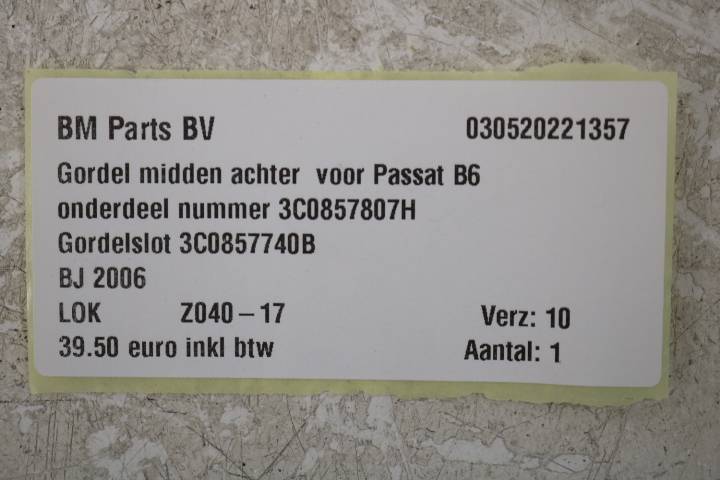 BM Parts BV 030520221357
Gordel midden achter voor Passat B6
onderdeel nummer 3C0857807H
Gordelslot 3C0857740B
BJ 2006
LOK Z040-17 Verz: 10
39.50 euro inkl btw Aantal: 1